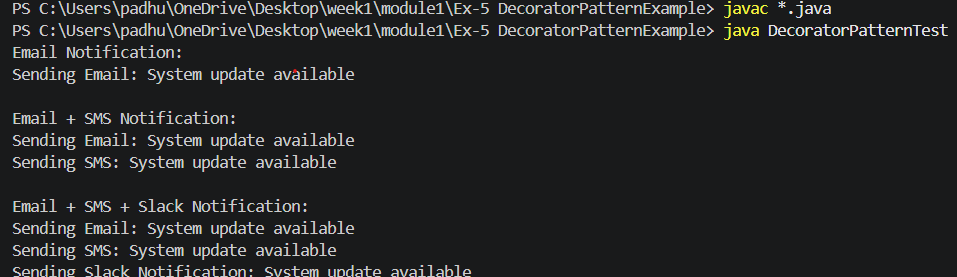 PS C:\Users\padhu\OneDrive\Desktop\week1\module1\Ex-5 DecoratorPatternExample> javac *.java
PS C:\Users\padhu\OneDrive\Desktop\week1\module1\Ex-5 DecoratorPatternExample> java DecoratorPatternTest
Email Notification:
Sending Email: System update available

Email + SMS Notification:
Sending Email: System update available
Sending SMS: System update available

Email + SMS + Slack Notification:
Sending Email: System update available
Sending SMS: System update available
Sending Slack Notification: System update available